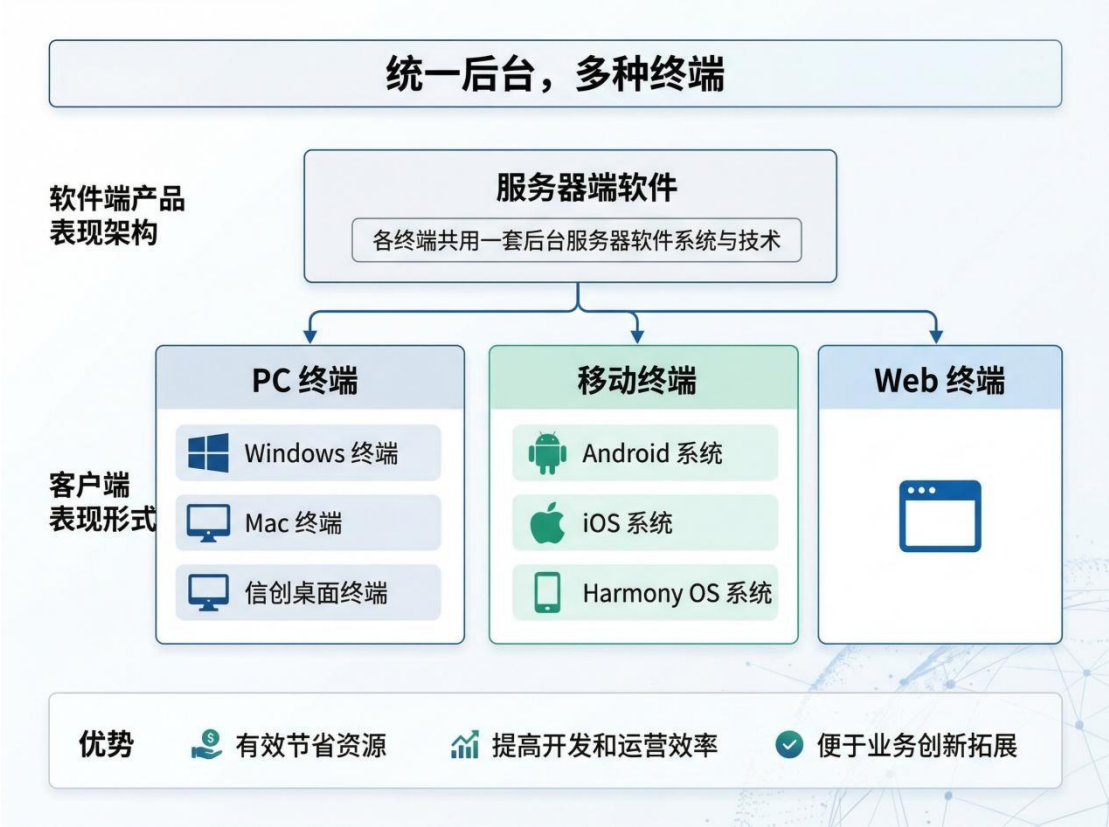 统一后台，多种终端
软件端产品
表现架构
服务器端软件
各终端共用一套后台服务器软件系统与技术
客户端
表现形式
PC 终端
Windows 终端
Mac 终端
信创桌面终端
移动终端
Android 系统
iOS 系统
Harmony OS 系统
Web 终端
优势
有效节省资源
提高开发和运营效率
便于业务创新拓展